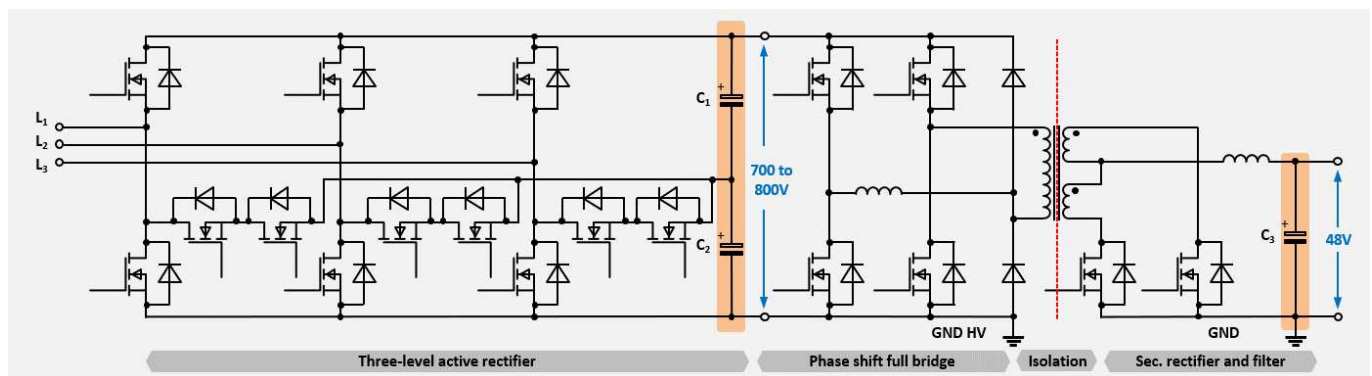 L1
L2
L3
+
C1
+
C2
700 to
800V
GND HV
+
C3
48V
GND
Three-level active rectifier
Phase shift full bridge
Isolation
Sec. rectifier and filter